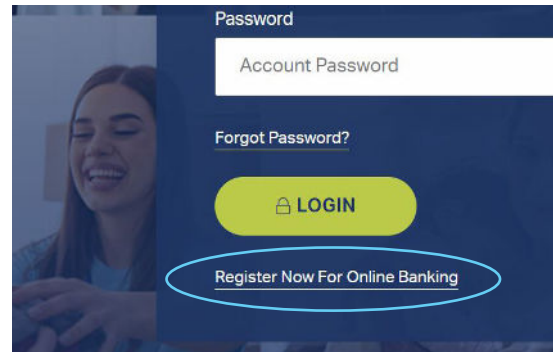 Password
Account Password
Forgot Password?
LOGIN
Register Now For Online Banking